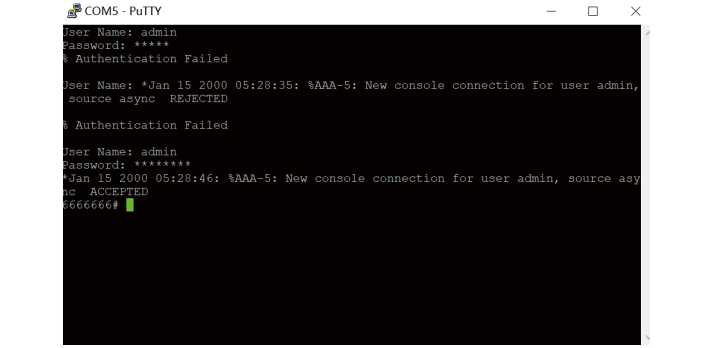 COM5 - PuTTY
User Name: admin
Password: *****
% Authentication Failed
User Name: *Jan 15 2000 05:28:35: %AAA-5: New console connection for user admin,
source async  REJECTED
% Authentication Failed
User Name: admin
Password: ********
*Jan 15 2000 05:28:46: %AAA-5: New console connection for user admin, source asy
nc  ACCEPTED
6666666#